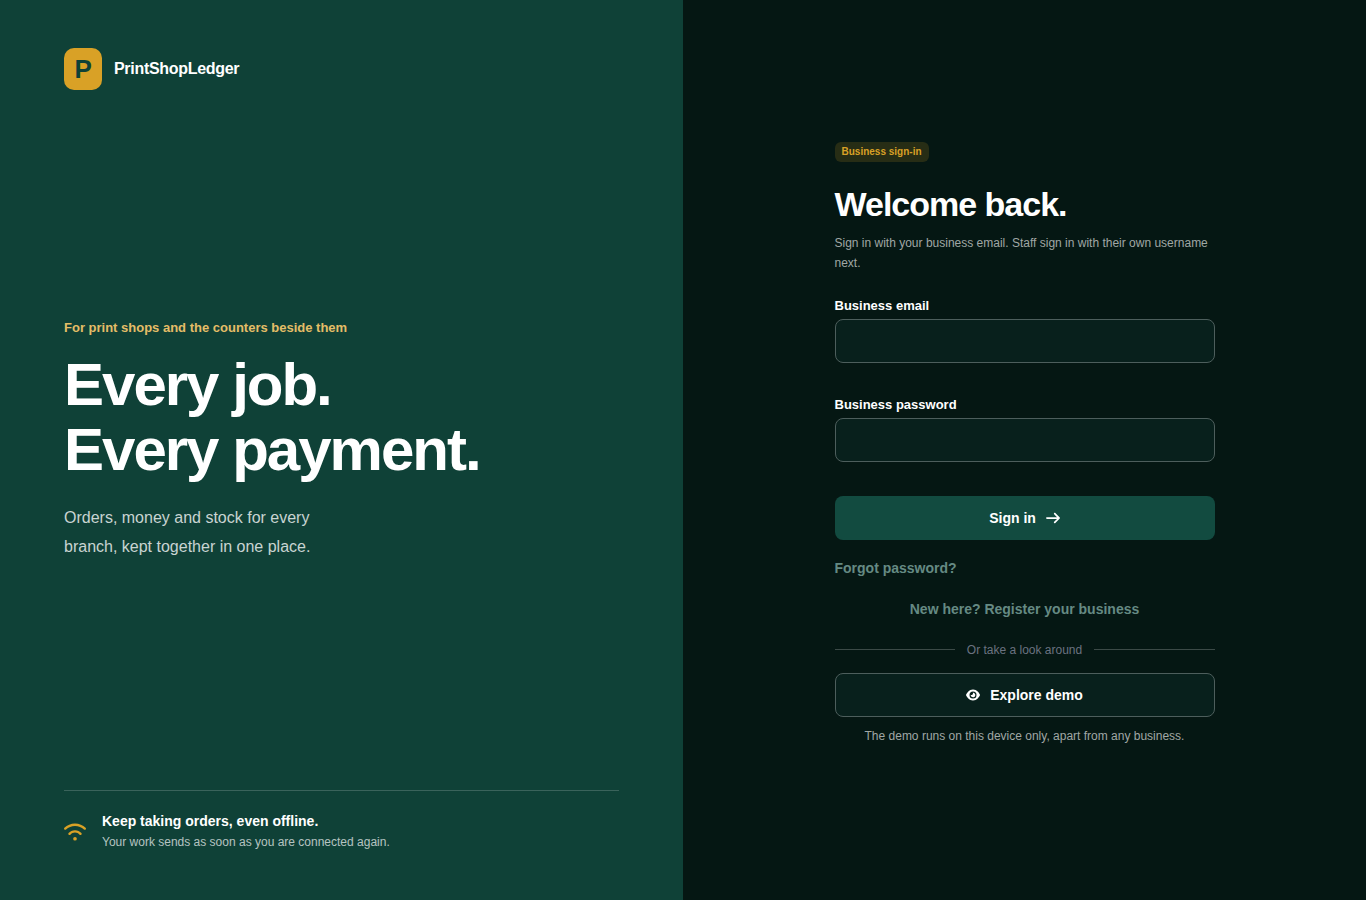 P
PrintShopLedger
For print shops and the counters beside them
Every job.
Every payment.
Orders, money and stock for every
branch, kept together in one place.
Keep taking orders, even offline.
Your work sends as soon as you are connected again.
Business sign-in
Welcome back.
Sign in with your business email. Staff sign in with their own username
next.
Business email
Business password
Sign in
Forgot password?
New here? Register your business
Or take a look around
Explore demo
The demo runs on this device only, apart from any business.